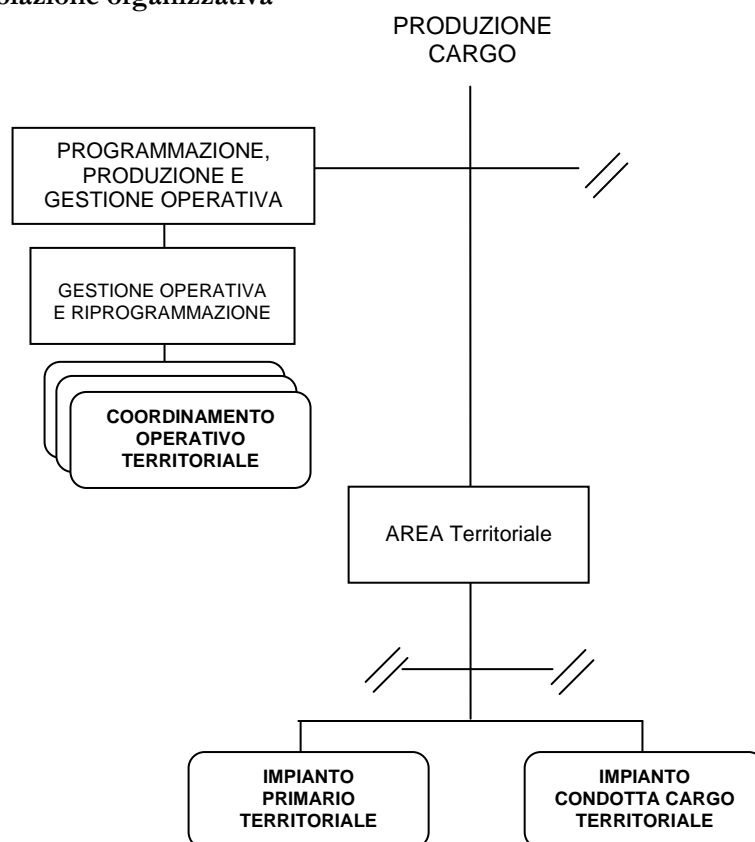 organizzativa
PRODUZIONE
CARGO
PROGRAMMAZIONE,
PRODUZIONE E
GESTIONE OPERATIVA
GESTIONE OPERATIVA
E RIPROGRAMMAZIONE
COORDINAMENTO
OPERATIVO
TERRITORIALE
AREA Territoriale
IMPIANTO
PRIMARIO
TERRITORIALE
IMPIANTO
CONDOTTA CARGO
TERRITORIALE